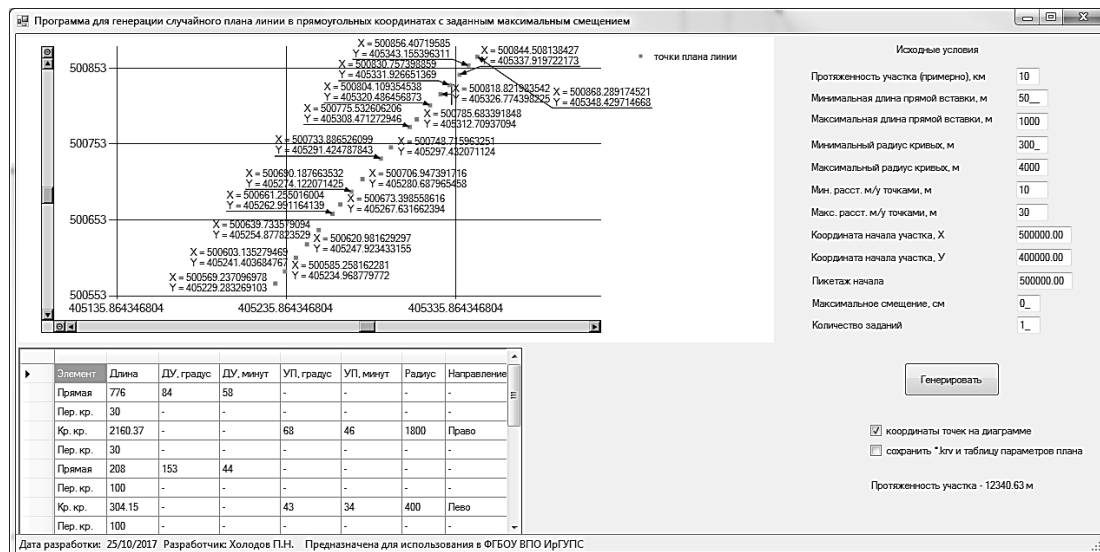 Программа для генерации случайного плана линии в прямоугольных координатах с заданным максимальным смещением
X = 500856.40719585
Y = 405343.155396311
X = 500844.508138427
Y = 405337.919722173
точки плана линии
X = 500830.757398859
Y = 405331.926651369
500853
X = 500804.109354538
Y = 405320.486456873
X = 500818.821983542
Y = 405326.774398225
X = 500868.289174521
Y = 405348.429714668
X = 500775.532606206
Y = 405308.471272946
X = 500785.683391848
Y = 405312.70937094
500753
X = 500733.886526099
Y = 405291.424787843
X = 500748.715963251
Y = 405297.432071124
X = 500690.187663532
Y = 405274.122071425
X = 500706.947391716
Y = 405280.687965458
X = 500661.255016004
Y = 405262.991164139
X = 500673.398558616
Y = 405267.631662394
500653
X = 500639.733579094
Y = 405254.877823529
X = 500620.981629297
Y = 405247.923433155
X = 500603.135279469
Y = 405241.403684767
X = 500585.258162281
Y = 405234.968779772
X = 500569.237096978
Y = 405229.283269103
500553
405135.864346804 405235.864346804 405335.864346804
Исходные условия
Протяженность участка (примерно), км 10
Минимальная длина прямой вставки, м 50__
Максимальная длина прямой вставки, м 1000
Минимальный радиус кривых, м 300_
Максимальный радиус кривых, м 4000
Мин. расст. м/у точками, м 10
Макс. расст. м/у точками, м 30
Координата начала участка, Х 500000.00
Координата начала участка, У 400000.00
Пикетаж начала 500000.00
Максимальное смещение, см 0_
Количество заданий 1_
Генерировать
координаты точек на диаграмме
сохранить *.krv и таблицу параметров плана
Протяженность участка - 12340.63 м
Элемент Длина ДУ, градус ДУ, минут УП, градус УП, минут Радиус Направление
Прямая 776 84 58 - - - -
Пер. кр. 30 - - - - - -
Кр. кр. 2160.37 - - 68 46 1800 Право
Пер. кр. 30 - - - - - -
Прямая 208 153 44 - - - -
Пер. кр. 100 - - - - - -
Кр. кр. 304.15 - - 43 34 400 Лево
Пер. кр. 100 - - - - - -
Дата разработки: 25/10/2017 Разработчик: Холодов П.Н. Предназначена для использования в ФГБОУ ВПО ИрГУПС